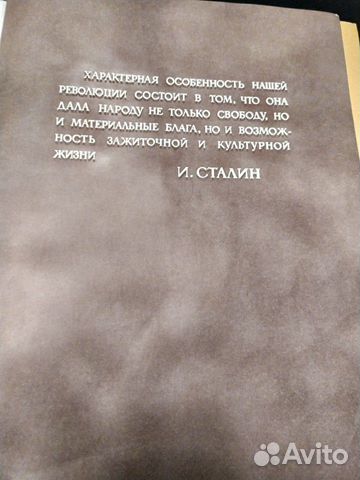 ХАРАКТЕРНАЯ ОСОБЕННОСТЬ НАШЕЙ
РЕВОЛЮЦИИ СОСТОИТ В ТОМ, ЧТО ОНА
ДАЛА НАРОДУ НЕ ТОЛЬКО СВОБОДУ, НО
И МАТЕРИАЛЬНЫЕ БЛАГА, НО И ВОЗМОЖ-
НОСТЬ ЗАЖИТОЧНОЙ И КУЛЬТУРНОЙ
ЖИЗНИ
И. СТАЛИН
Avito